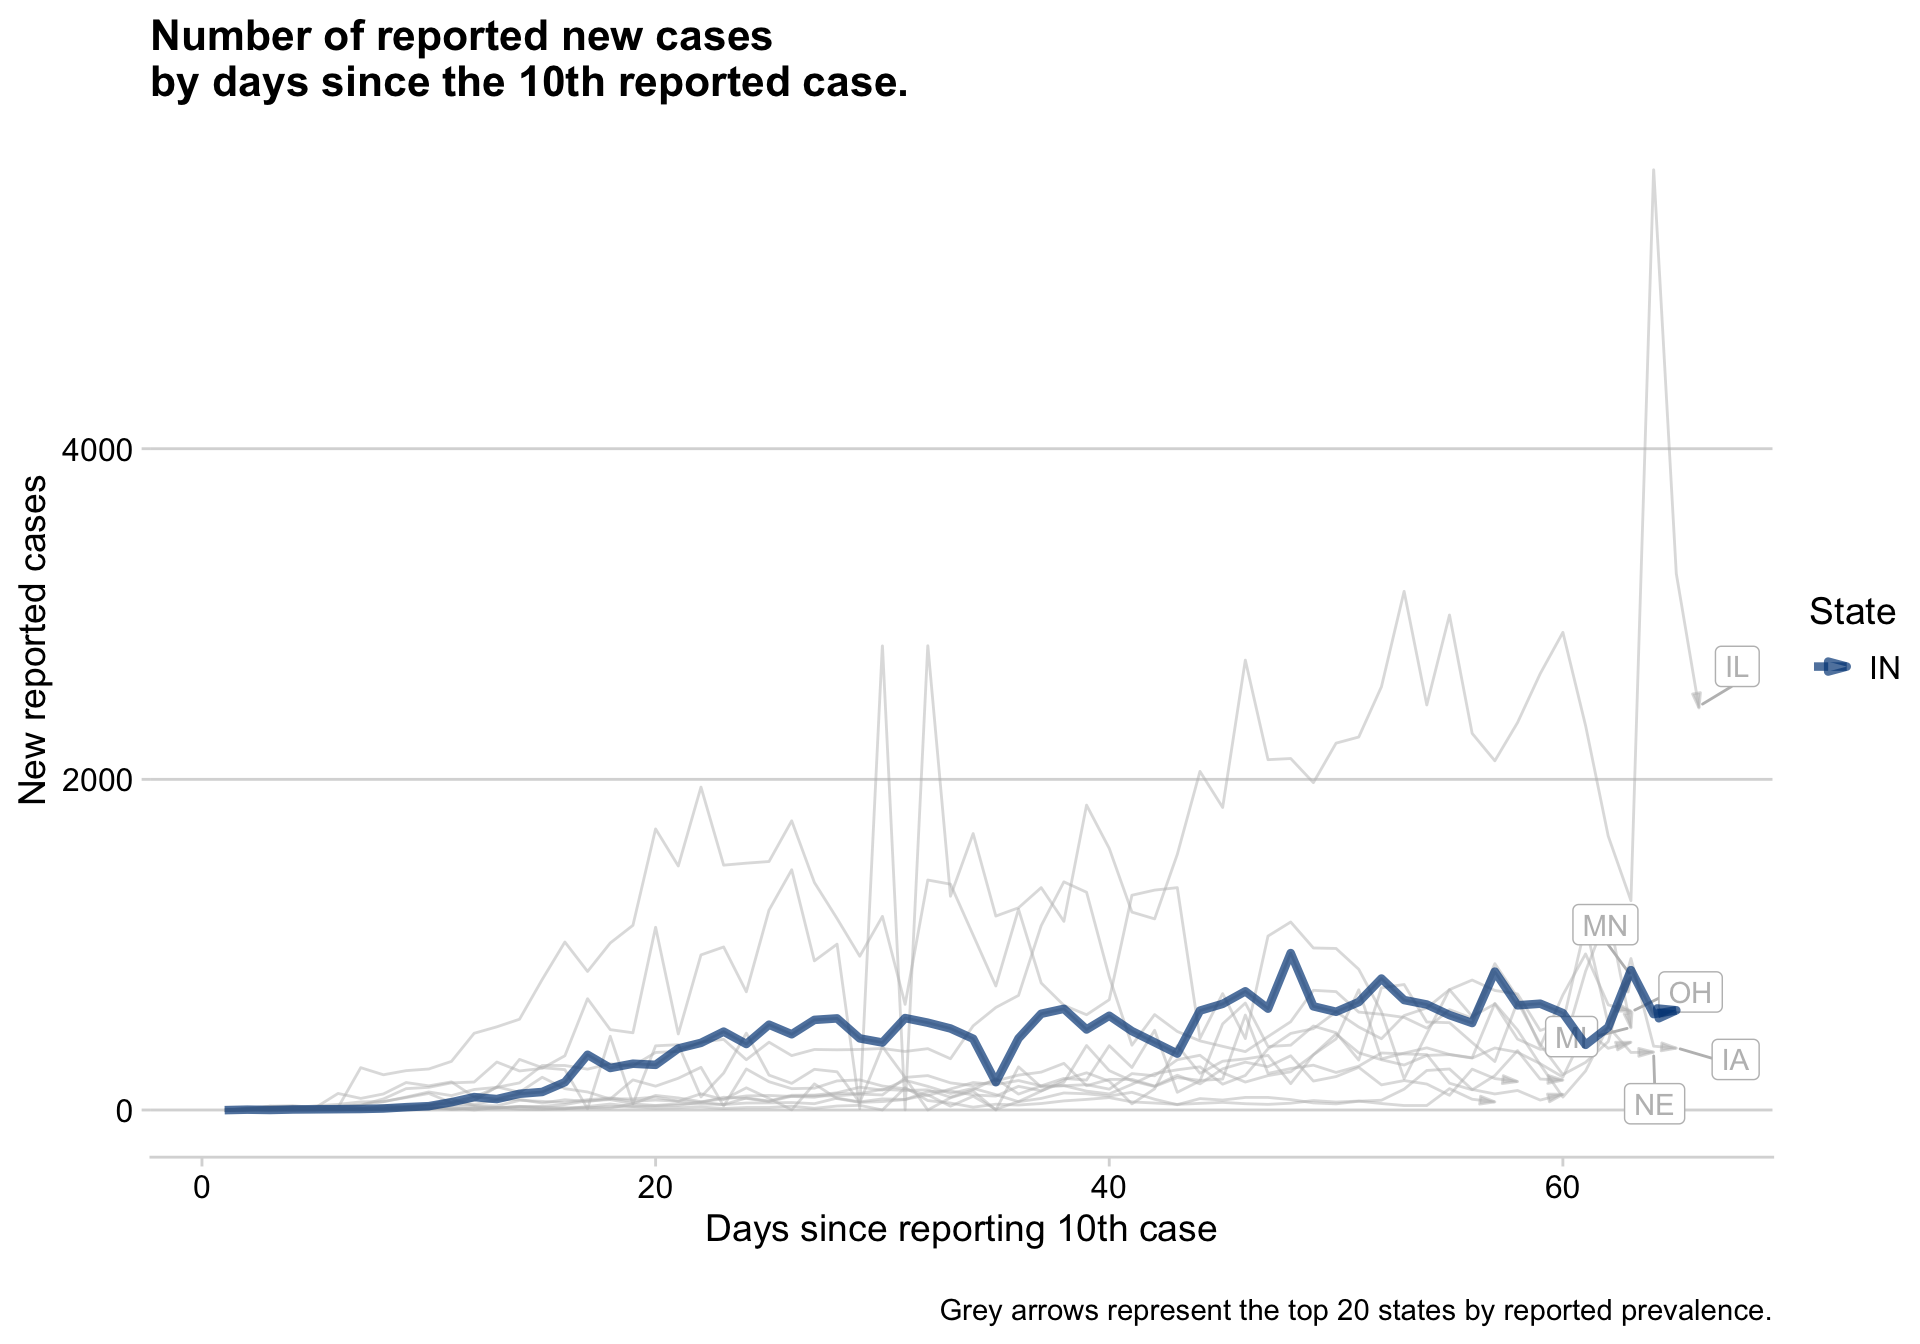 Number of reported new cases
by days since the 10th reported case.
New reported cases
4000
2000
0
0
20
40
60
Days since reporting 10th case
IL
MN
OH
MI
IA
NE
State
IN
Grey arrows represent the top 20 states by reported prevalence.